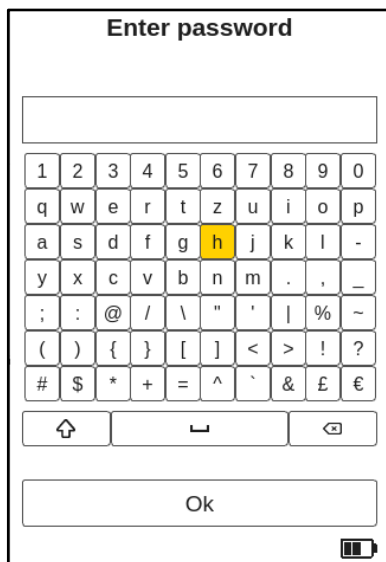 Enter password
1 2 3 4 5 6 7 8 9 0
q w e r t z u i o p
a s d f g h j k l -
y x c v b n m . , _
; : @ / \ " ' | % ~
( ) { } [ ] < > ! ?
# $ * + = ^ ` & £ €
Ok